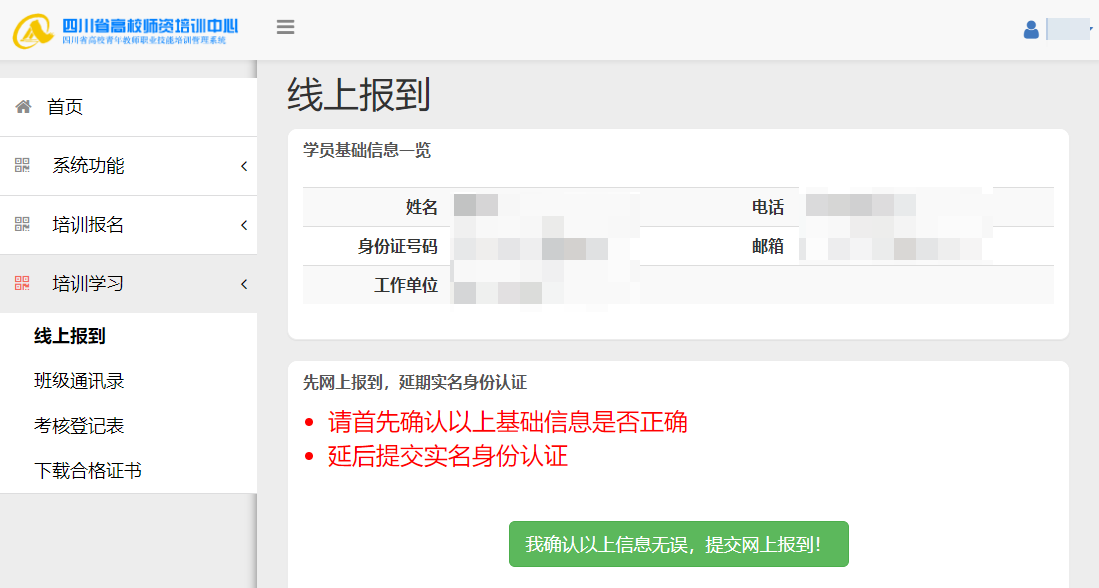 四川省高校师资培训中心
四川省高校青年教师职业技能培训管理系统
首页
系统功能
培训报名
培训学习
线上报到
班级通讯录
考核登记表
下载合格证书
线上报到
学员基础信息一览
姓名 电话
身份证号码 邮箱
工作单位
先网上报到，延期实名身份认证
请首先确认以上基础信息是否正确
延后提交实名身份认证
我确认以上信息无误，提交网上报到！